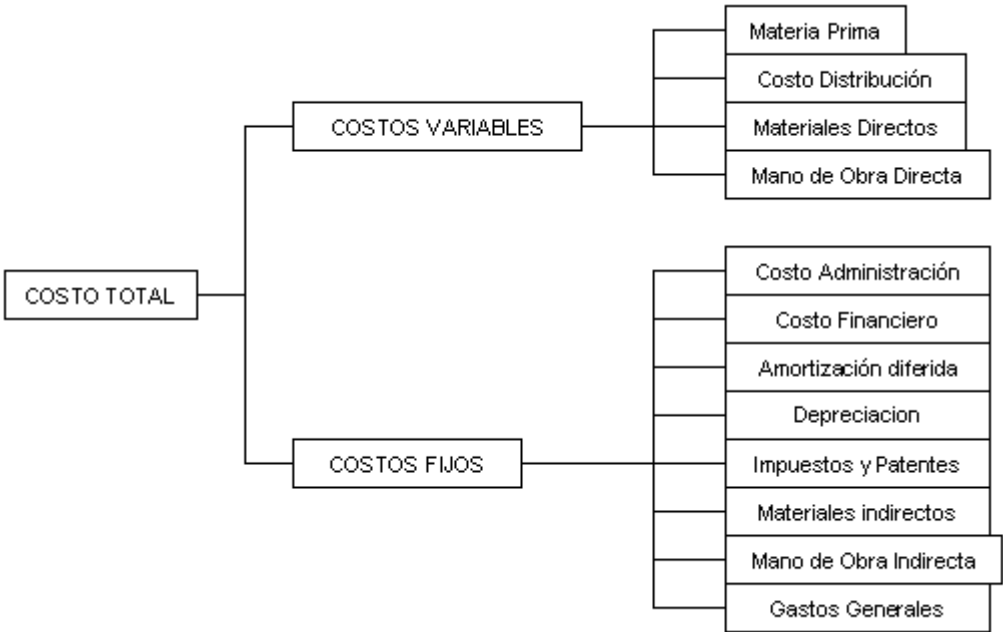 COSTO TOTAL
COSTOS VARIABLES
Materia Prima
Costo Distribución
Materiales Directos
Mano de Obra Directa
COSTOS FIJOS
Costo Administración
Costo Financiero
Amortización diferida
Depreciacion
Impuestos y Patentes
Materiales indirectos
Mano de Obra Indirecta
Gastos Generales